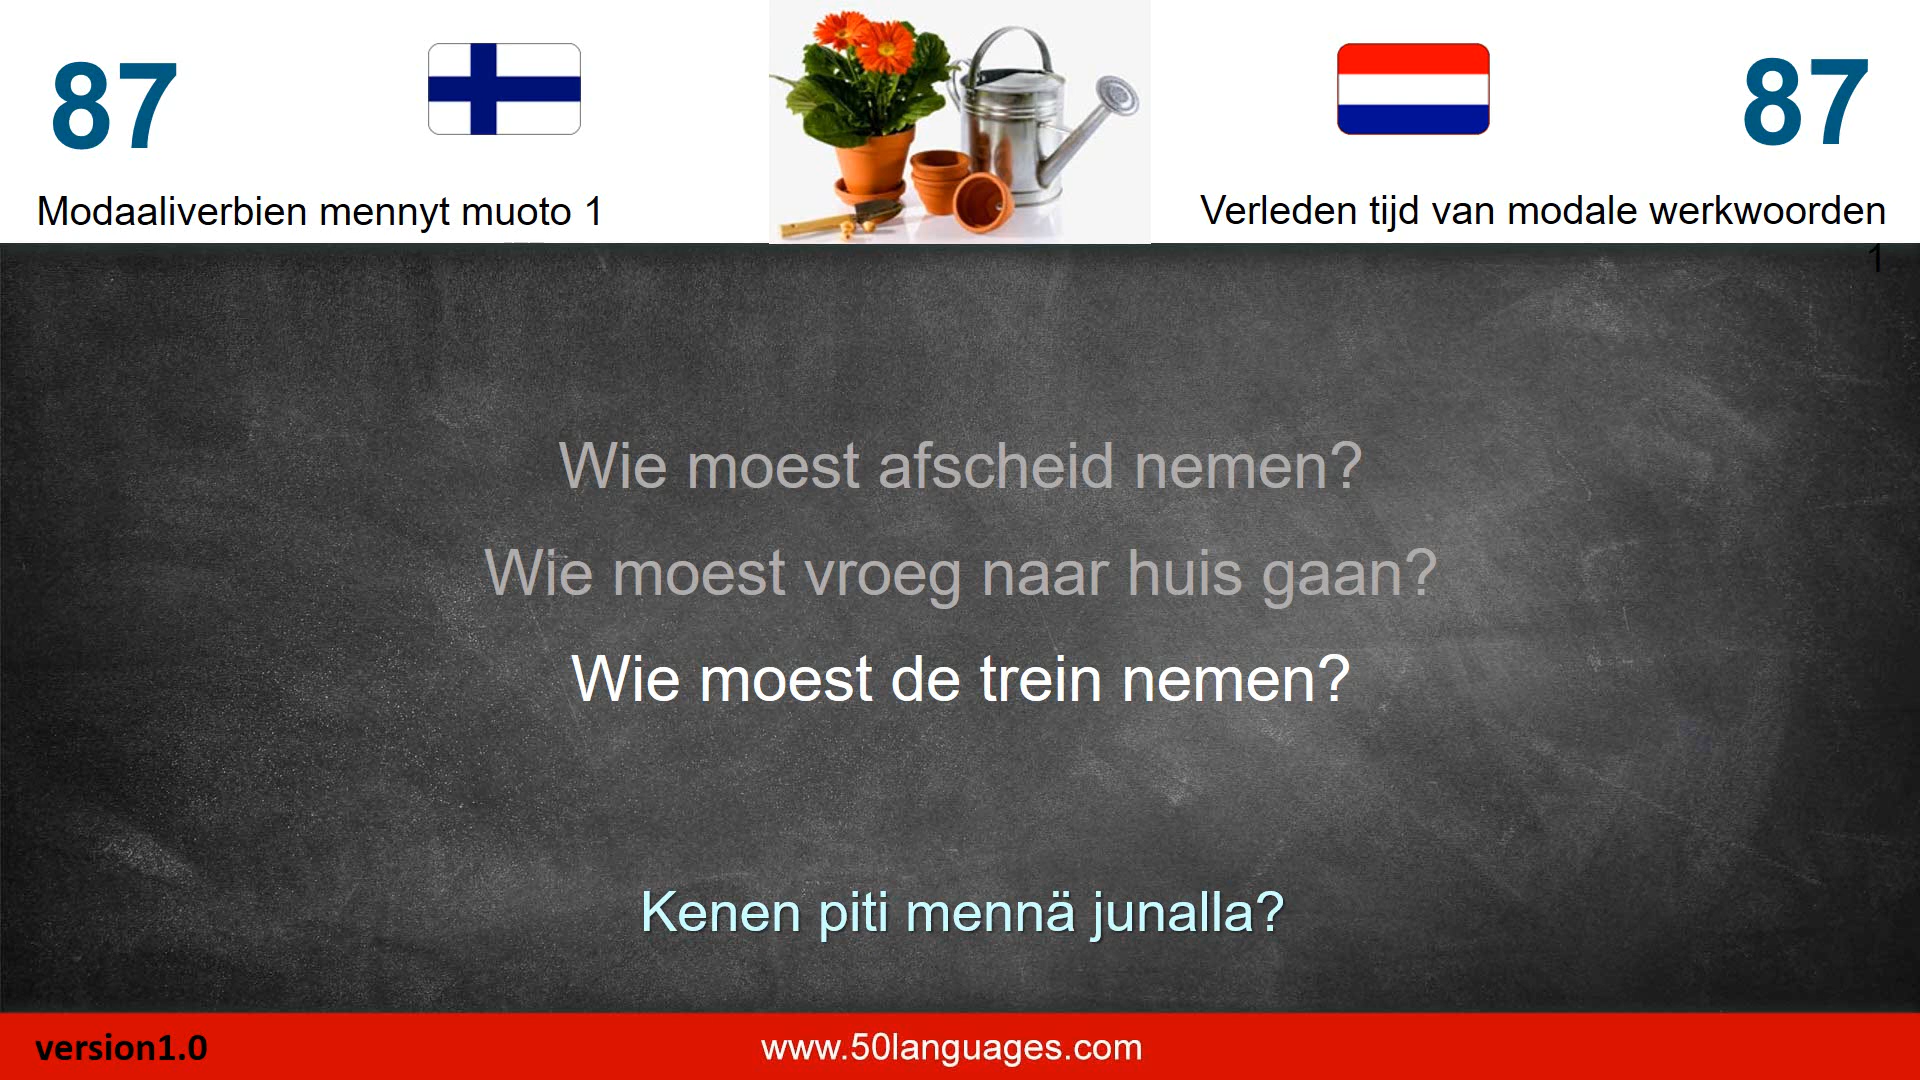 87
87
Modaaliverbien mennyt muoto 1
Verleden tijd van modale werkwoorden
1
Wie moest afscheid nemen?
Wie moest vroeg naar huis gaan?
Wie moest de trein nemen?
Kenen piti mennä junalla?
version1.0
www.50languages.com